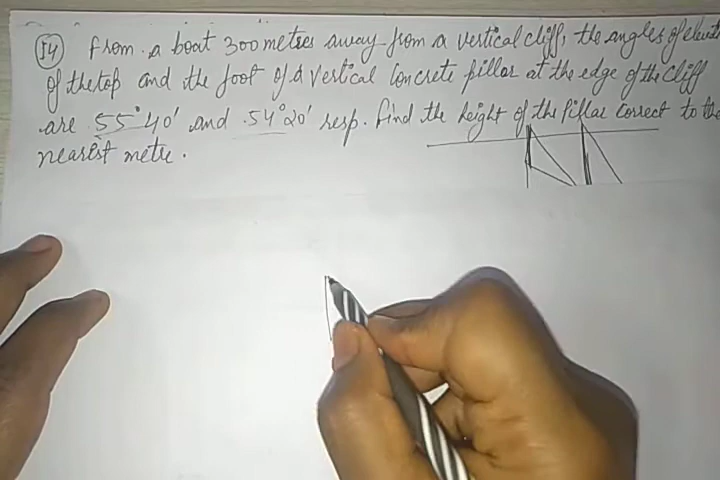 (54) From a boat 300 metres away from a vertical cliff, the angles of elevati
of the top and the foot of a vertical concrete pillar at the edge of the cliff
are 55°40' and 54°20' resp. Find the height of the pillar correct to the
nearest metre.